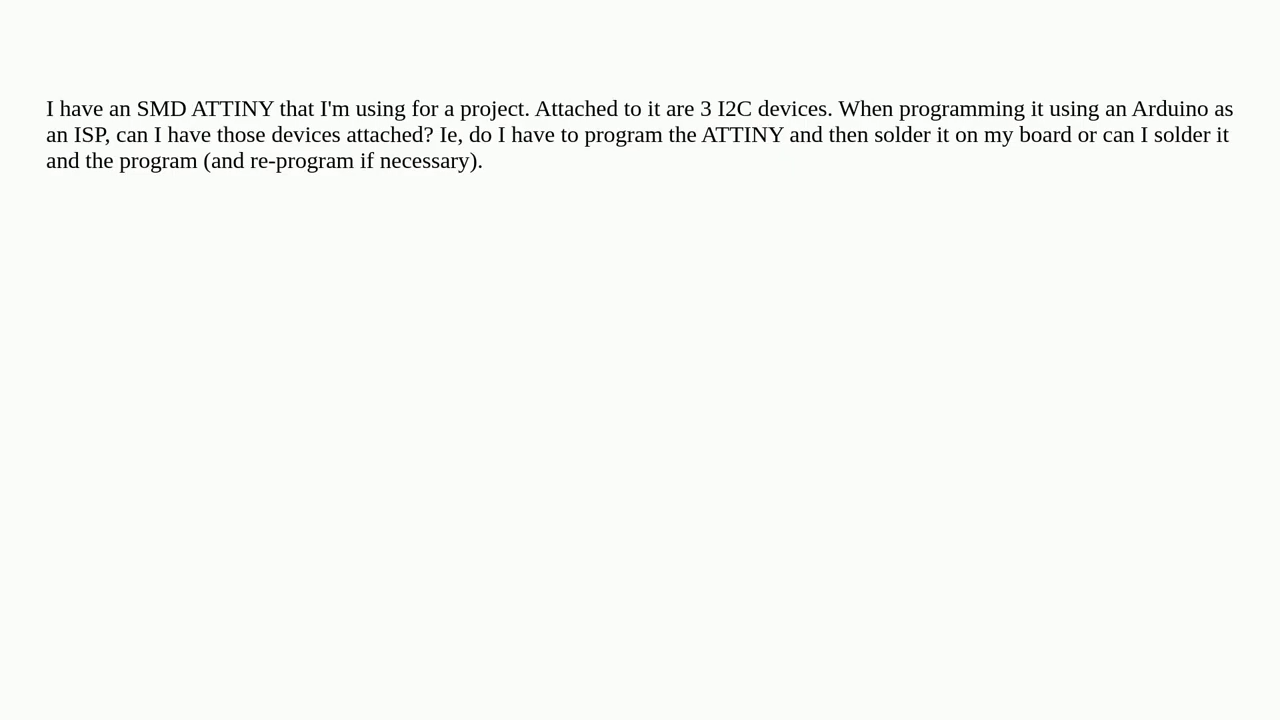 I have an SMD ATTINY that I'm using for a project. Attached to it are 3 I2C devices. When programming it using an Arduino as
an ISP, can I have those devices attached? Ie, do I have to program the ATTINY and then solder it on my board or can I solder it
and the program (and re-program if necessary).